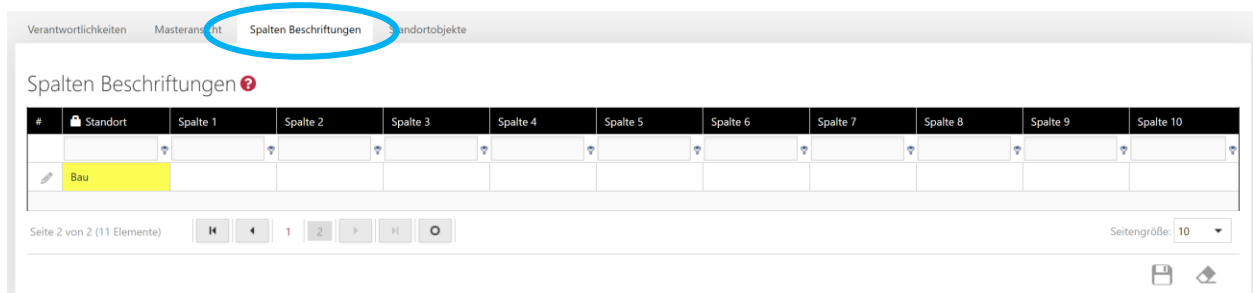 Verantwortlichkeiten Masteransicht Spalten Beschriftungen Standortobjekte
Spalten Beschriftungen ?
# Standort Spalte 1 Spalte 2 Spalte 3 Spalte 4 Spalte 5 Spalte 6 Spalte 7 Spalte 8 Spalte 9 Spalte 10
Bau
Seite 2 von 2 (11 Elemente) 1 2 Seitengröße: 10